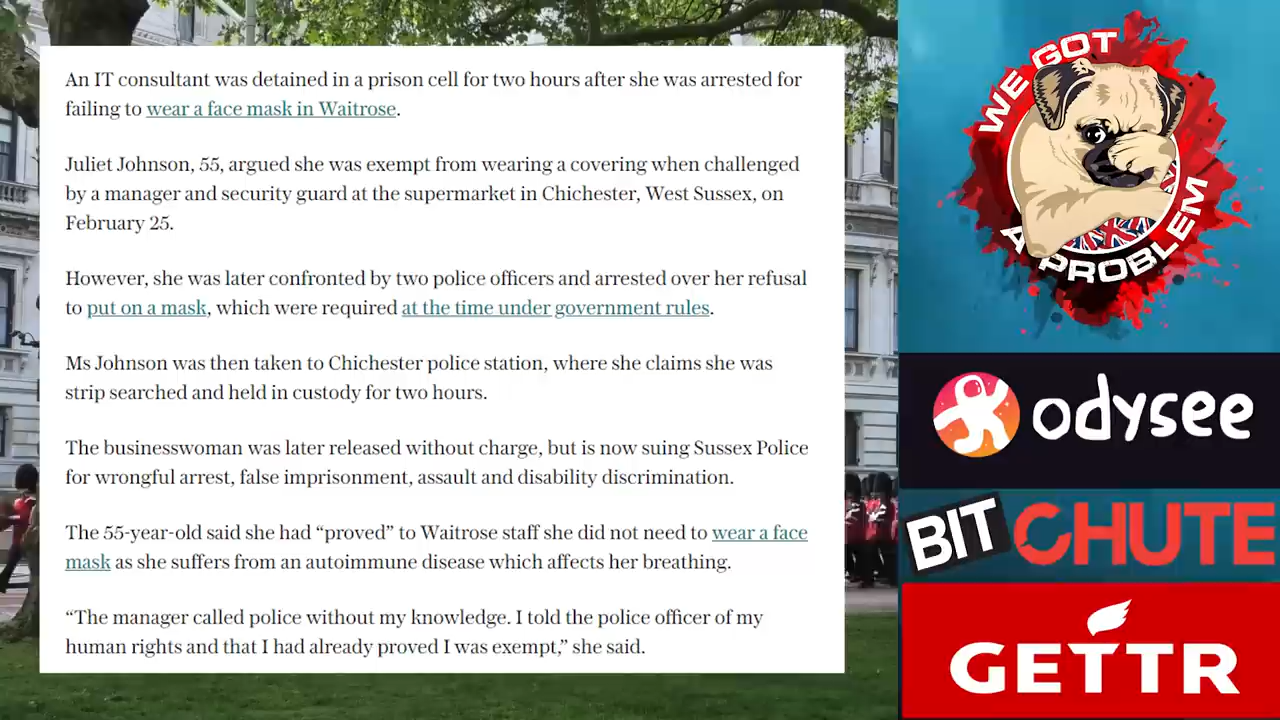 An IT consultant was detained in a prison cell for two hours after she was arrested for
failing to wear a face mask in Waitrose.
Juliet Johnson, 55, argued she was exempt from wearing a covering when challenged
by a manager and security guard at the supermarket in Chichester, West Sussex, on
February 25.
However, she was later confronted by two police officers and arrested over her refusal
to put on a mask, which were required at the time under government rules.
Ms Johnson was then taken to Chichester police station, where she claims she was
strip searched and held in custody for two hours.
The businesswoman was later released without charge, but is now suing Sussex Police
for wrongful arrest, false imprisonment, assault and disability discrimination.
The 55-year-old said she had “proved” to Waitrose staff she did not need to wear a face
mask as she suffers from an autoimmune disease which affects her breathing.
“The manager called police without my knowledge. I told the police officer of my
human rights and that I had already proved I was exempt,” she said.
WE GOT
A PROBLEM
odysee
BITCHUTE
GETTR